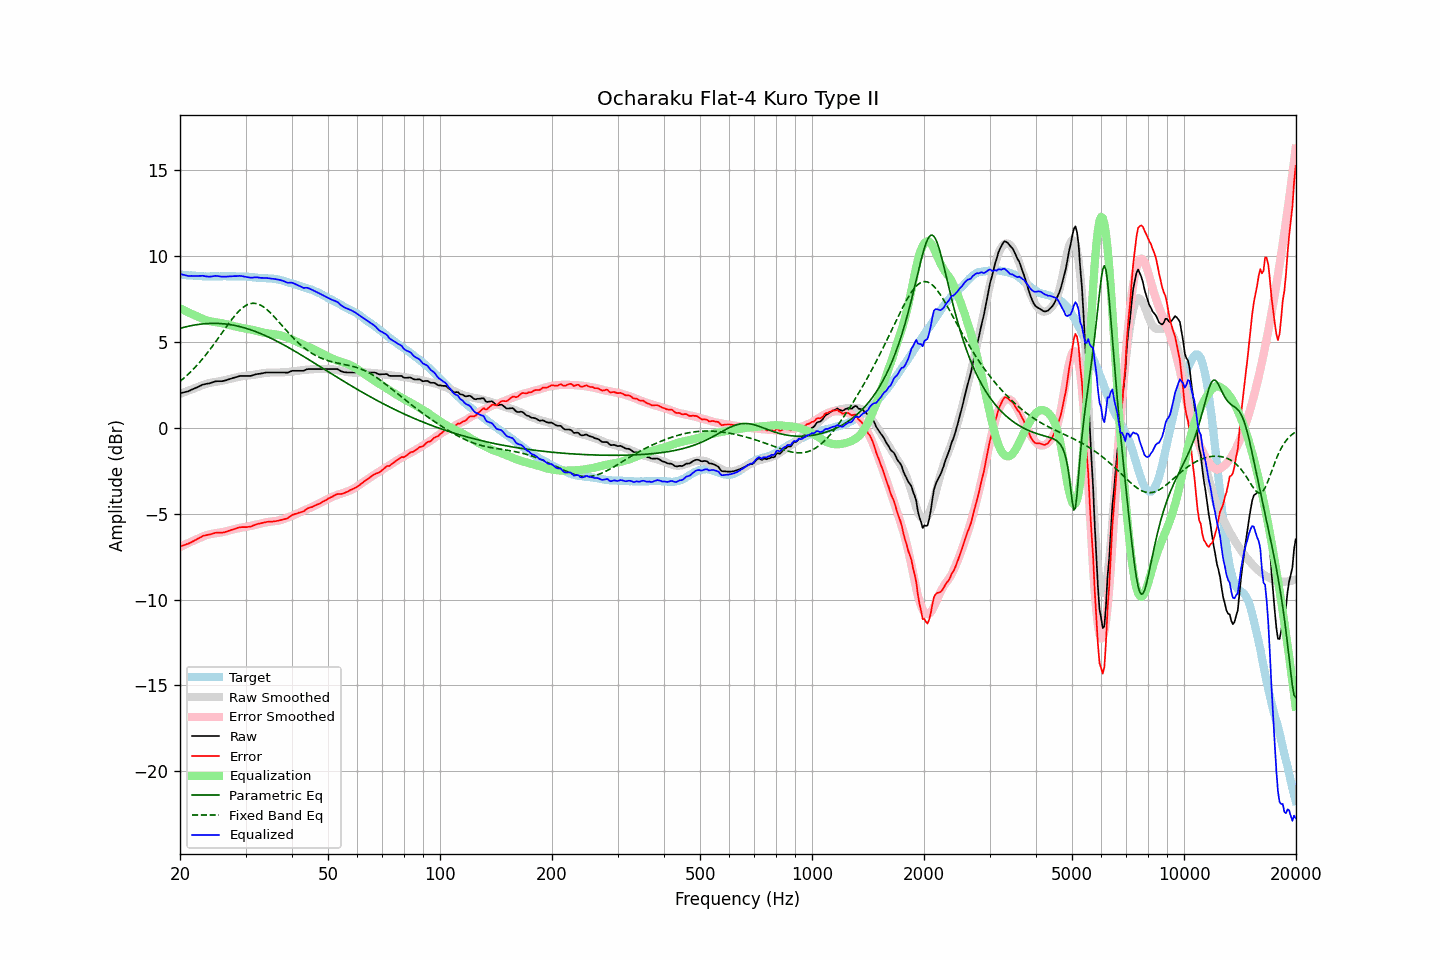 Ocharaku Flat-4 Kuro Type II
15
10
5
0
−5
−10
−15
−20
Amplitude (dBr)
Target
Raw Smoothed
Error Smoothed
Raw
Error
Equalization
Parametric Eq
Fixed Band Eq
Equalized
20
50
100
200
500
1000
2000
5000
10000
20000
Frequency (Hz)